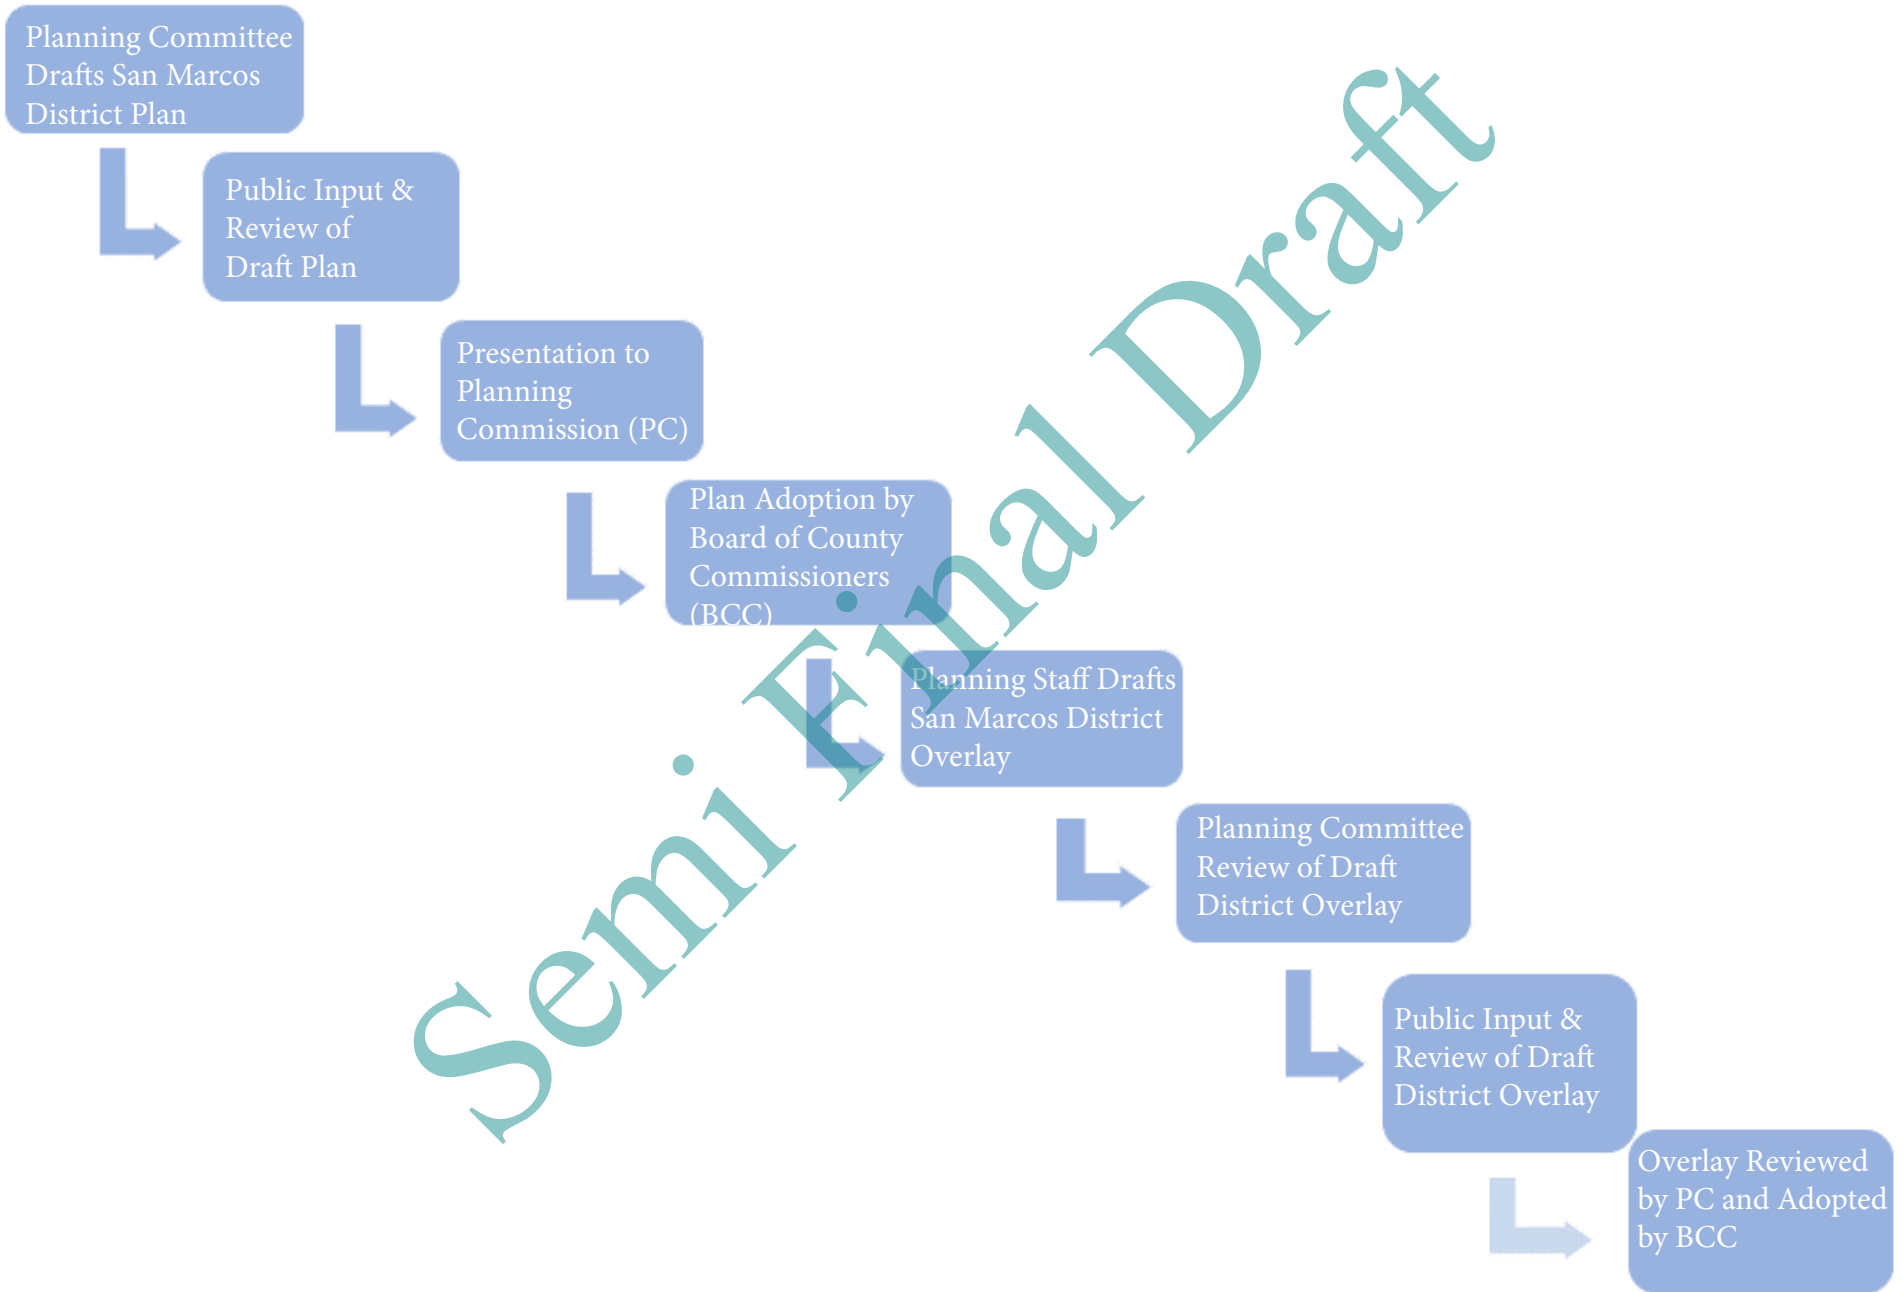 Planning Committee
Drafts San Marcos
District Plan
Public Input &
Review of
Draft Plan
Presentation to
Planning
Commission (PC)
Plan Adoption by
Board of County
Commissioners
(BCC)
Planning Staff Drafts
San Marcos District
Overlay
Planning Committee
Review of Draft
District Overlay
Public Input &
Review of Draft
District Overlay
Overlay Reviewed
by PC and Adopted
by BCC
Semi Final Draft